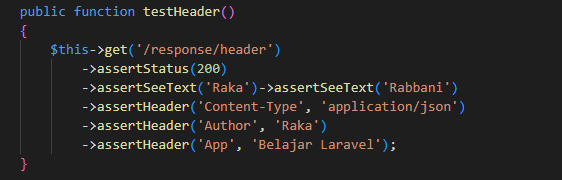 public function testHeader()
{
$this->get('/response/header')
->assertStatus(200)
->assertSeeText('Raka')->assertSeeText('Rabbani')
->assertHeader('Content-Type', 'application/json')
->assertHeader('Author', 'Raka')
->assertHeader('App', 'Belajar Laravel');
}